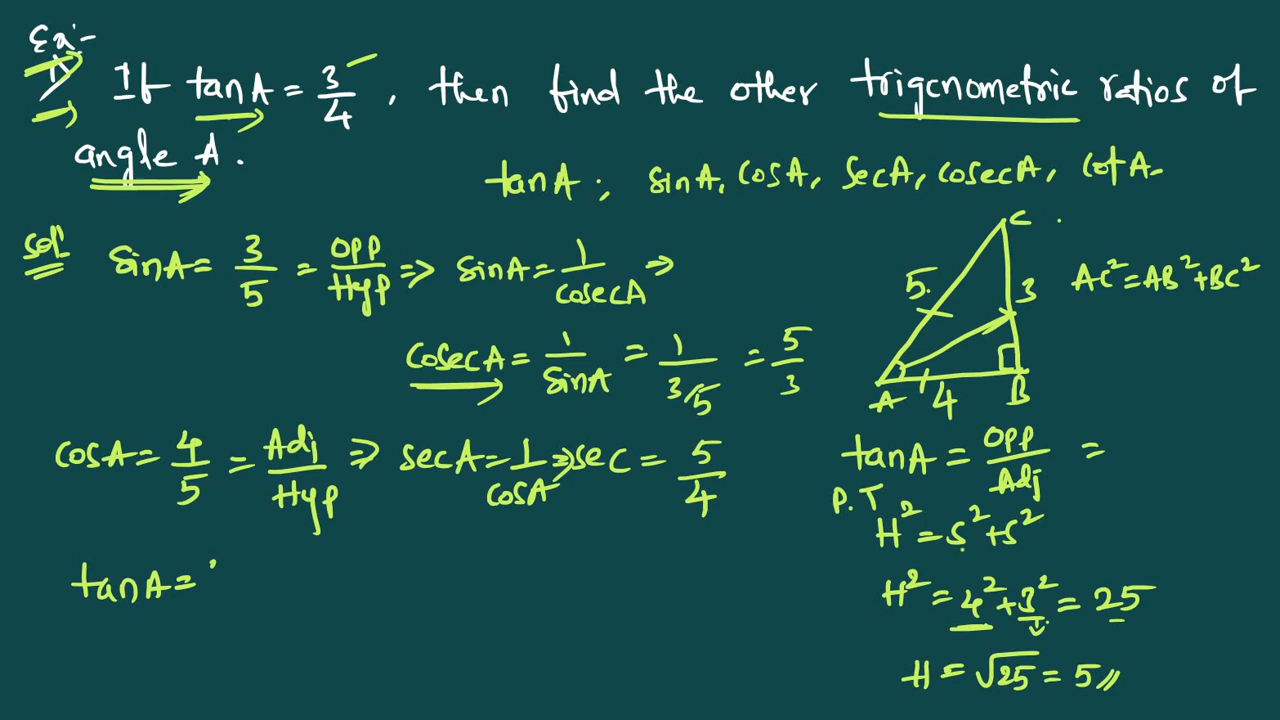 Ex:-
If tanA = 3/4 , then find the other trigonometric ratios of
angle A.
tanA ; sinA, cosA, secA, cosecA, cotA.
Sol
sinA = 3/5 = OPP/Hyp ⇒ sinA = 1/cosecA →
cosecA = 1/sinA = 1/3/5 = 5/3
cosA = 4/5 = Adj/Hyp ⇒ secA = 1/cosA ⇒ sec = 5/4
tanA =
C
5
3
A
4
B
AC² = AB² + BC²
tanA = OPP/Adj =
P.T
H² = S² + S²
H² = 4² + 3² = 25
H = √25 = 5 //